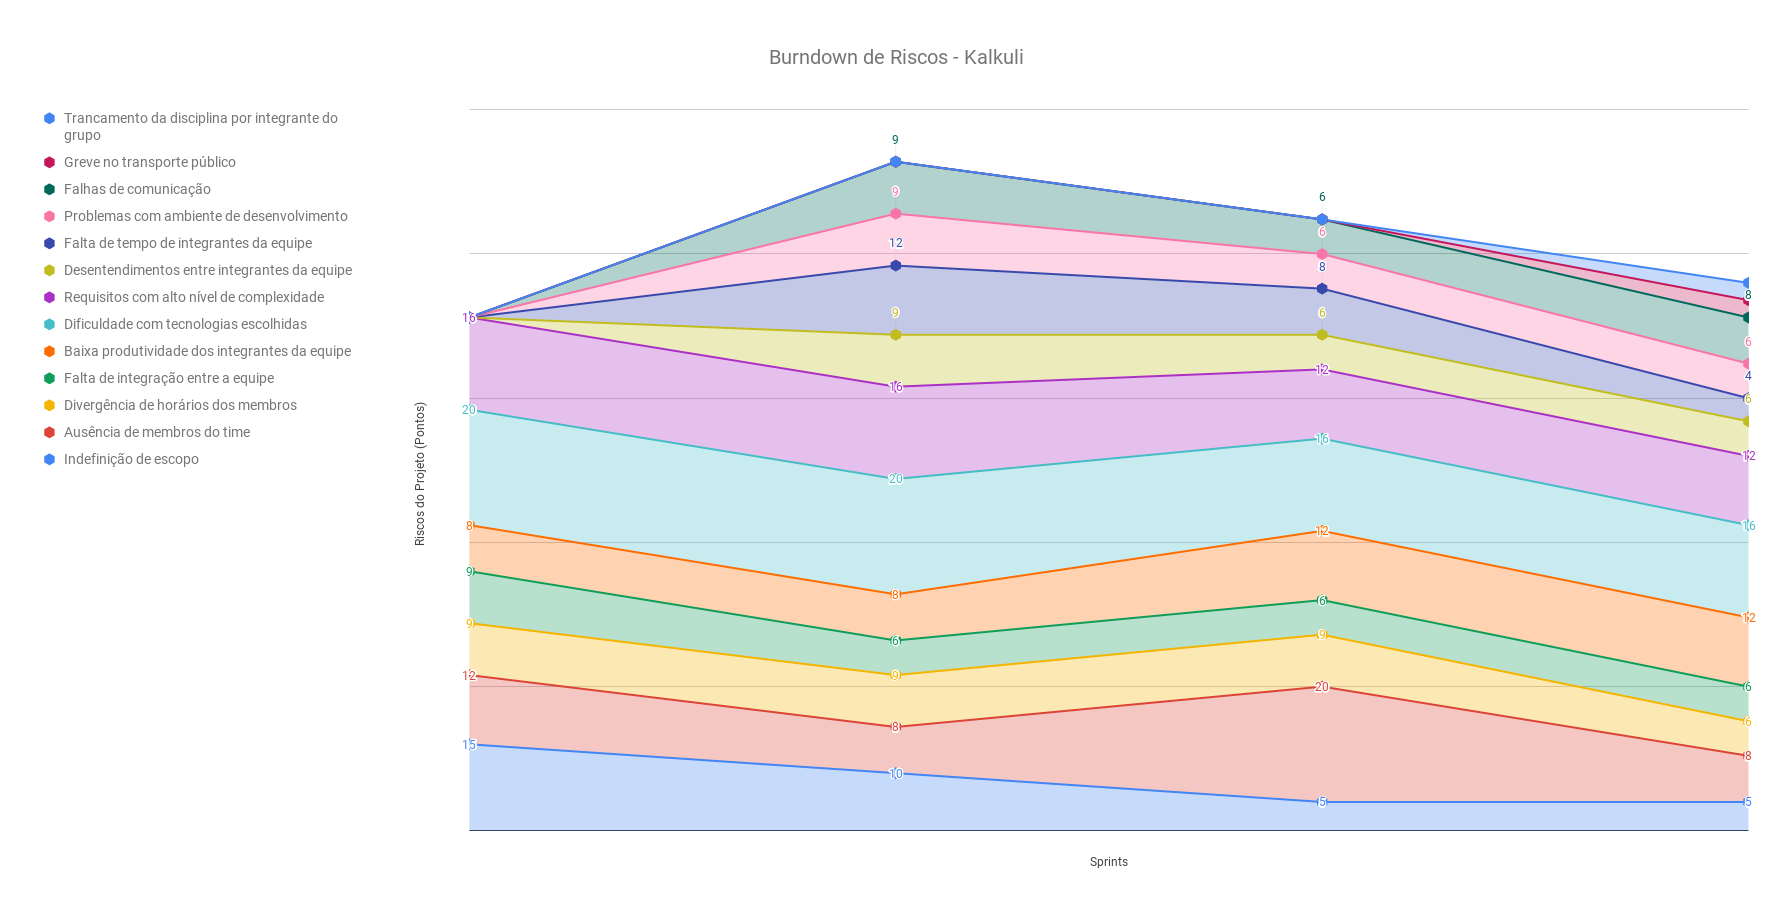 Burndown de Riscos - Kalkuli
Trancamento da disciplina por integrante do
grupo
Greve no transporte público
Falhas de comunicação
Problemas com ambiente de desenvolvimento
Falta de tempo de integrantes da equipe
Desentendimentos entre integrantes da equipe
Requisitos com alto nível de complexidade
Dificuldade com tecnologias escolhidas
Baixa produtividade dos integrantes da equipe
Falta de integração entre a equipe
Divergência de horários dos membros
Ausência de membros do time
Indefinição de escopo
Riscos do Projeto (Pontos)
16
20
8
9
9
12
15
9
9
12
9
16
20
8
6
9
8
10
6
6
8
6
12
16
12
6
9
20
5
8
6
4
6
12
16
12
6
6
8
5
Sprints